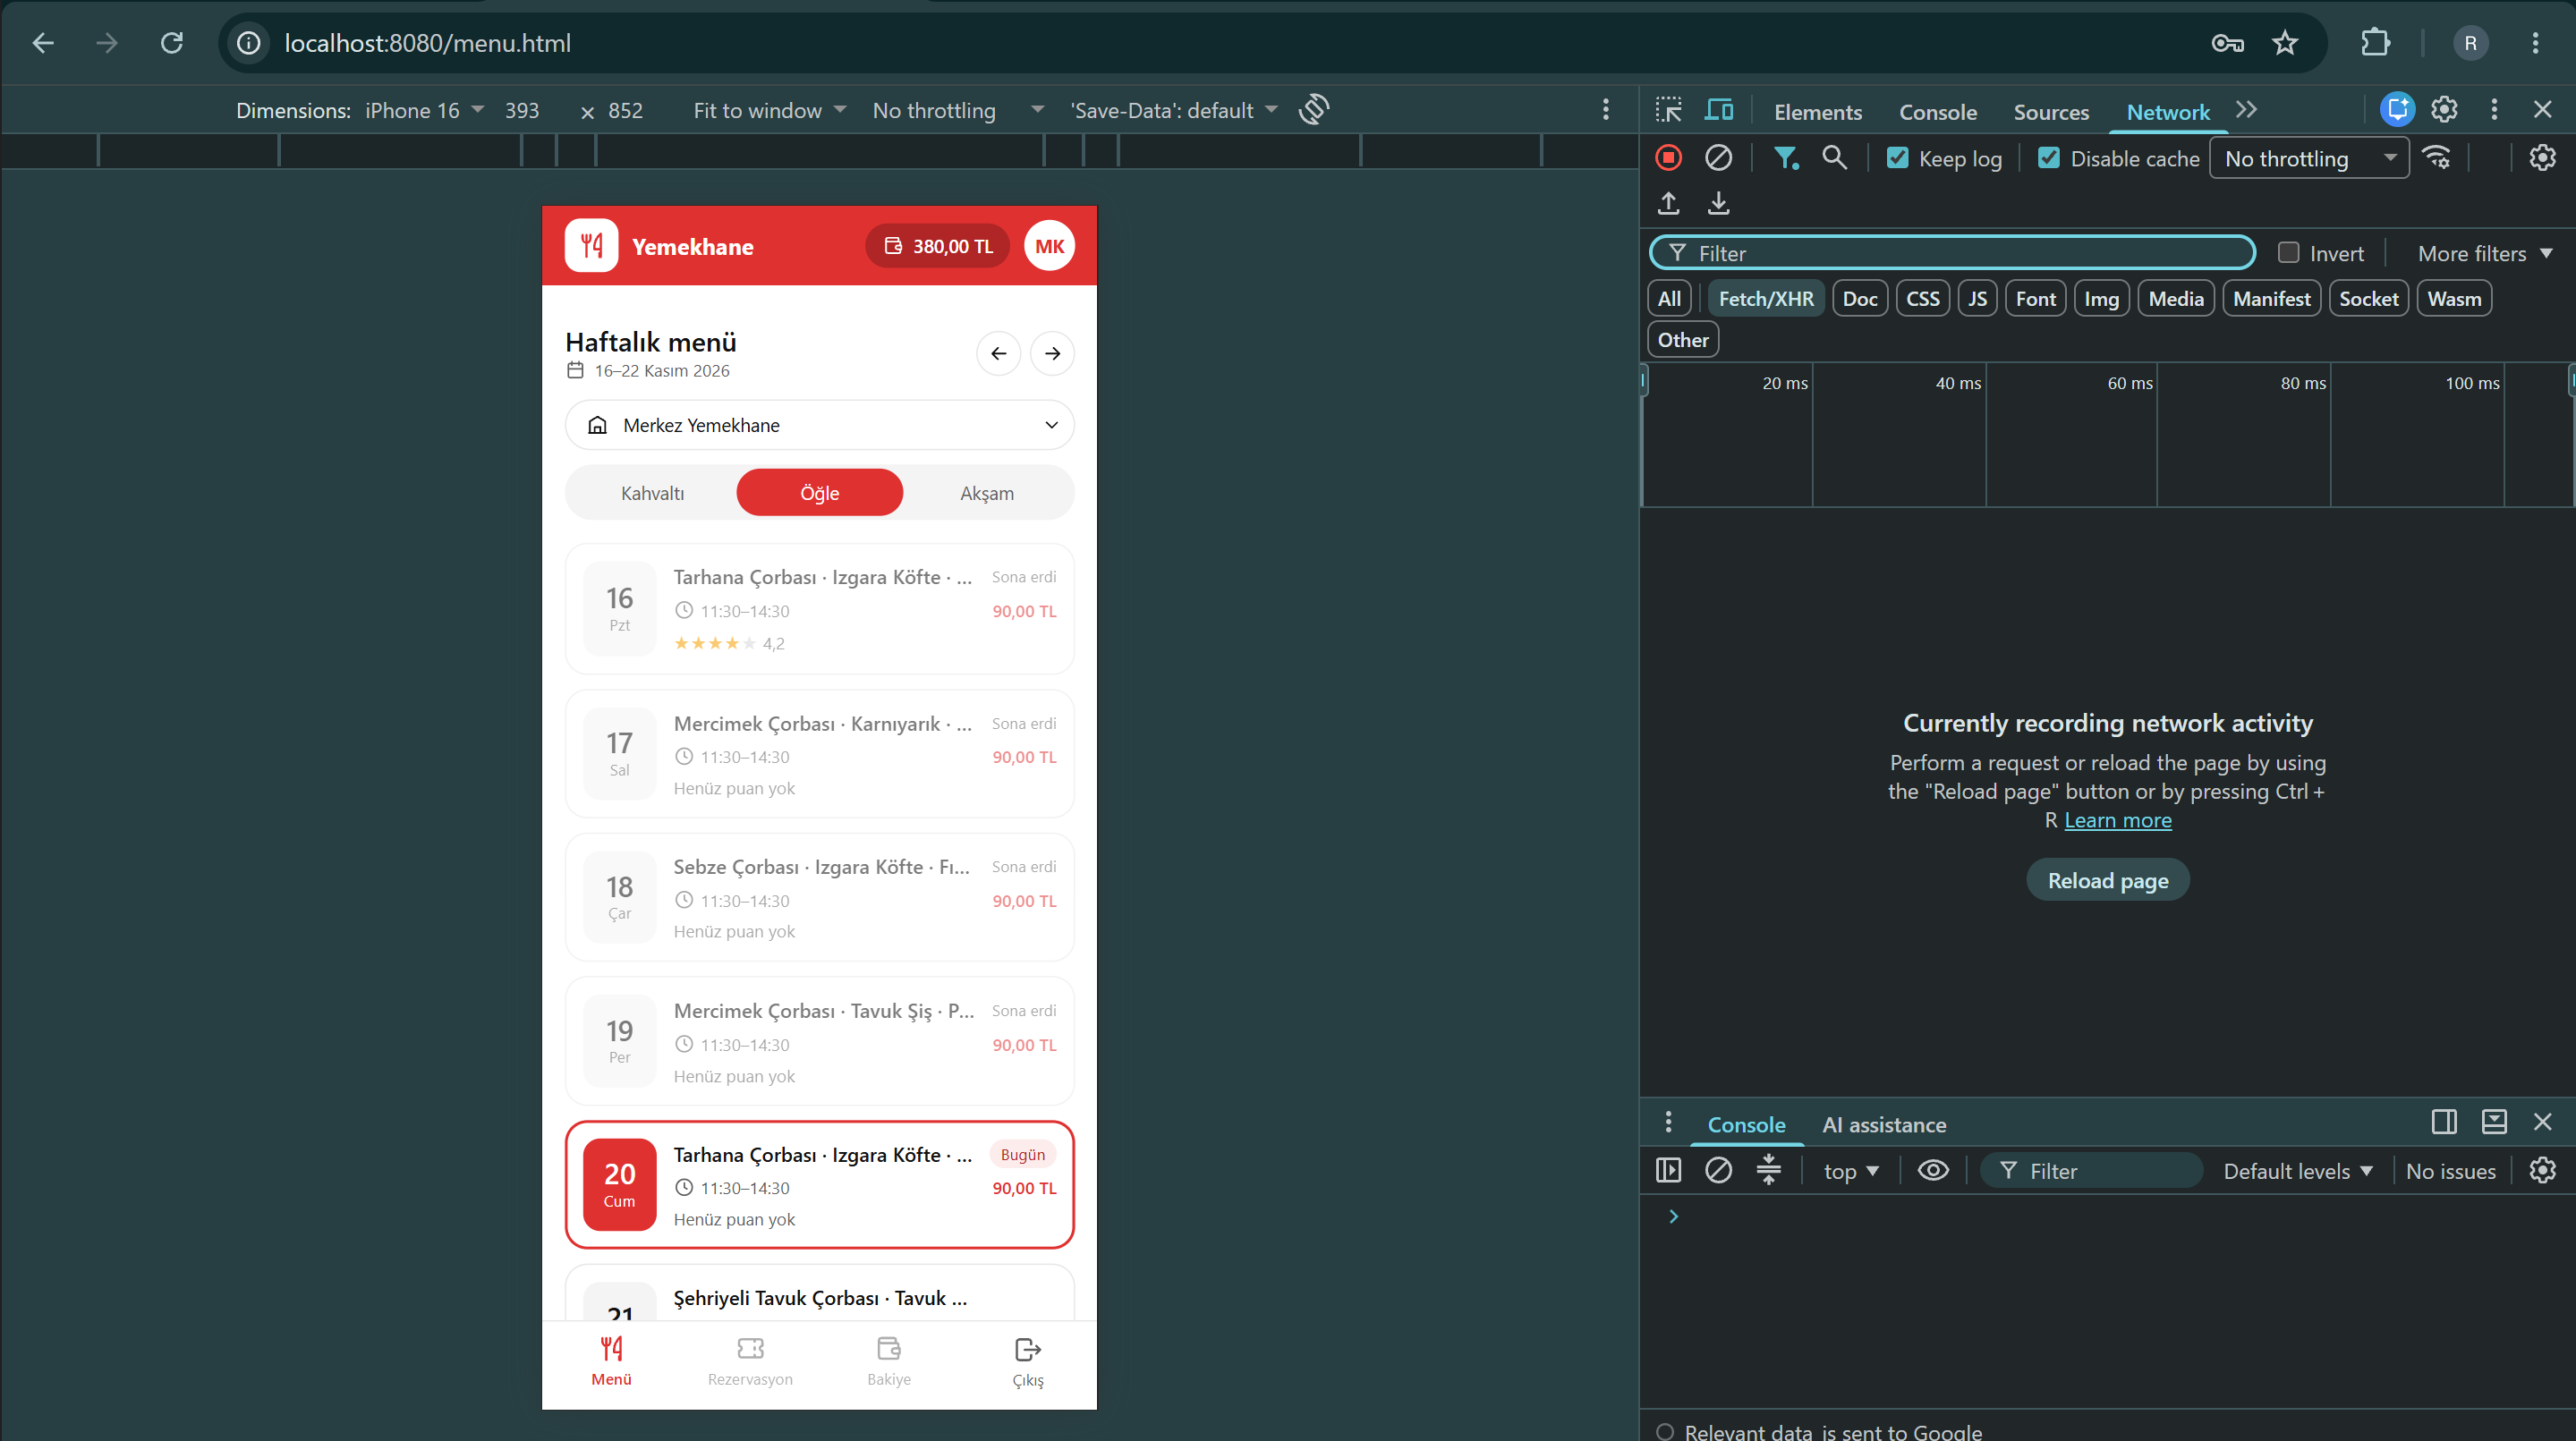 localhost:8080/menu.html
R
Dimensions: iPhone 16 393 × 852 Fit to window No throttling 'Save-Data': default
Elements Console Sources Network
Keep log Disable cache No throttling
Filter Invert More filters
All Fetch/XHR Doc CSS JS Font Img Media Manifest Socket Wasm
Other
20 ms 40 ms 60 ms 80 ms 100 ms
Currently recording network activity
Perform a request or reload the page by using
the "Reload page" button or by pressing Ctrl +
R Learn more
Reload page
Console AI assistance
top Filter Default levels No issues
Relevant data is sent to Google
Yemekhane 380,00 TL MK
Haftalık menü
16–22 Kasım 2026
Merkez Yemekhane
Kahvaltı Öğle Akşam
16 Pzt
Tarhana Çorbası · Izgara Köfte · ... Sona erdi
11:30–14:30 90,00 TL
★★★★★ 4,2
17 Sal
Mercimek Çorbası · Karnıyarık · ... Sona erdi
11:30–14:30 90,00 TL
Henüz puan yok
18 Çar
Sebze Çorbası · Izgara Köfte · Fı... Sona erdi
11:30–14:30 90,00 TL
Henüz puan yok
19 Per
Mercimek Çorbası · Tavuk Şiş · P... Sona erdi
11:30–14:30 90,00 TL
Henüz puan yok
20 Cum
Tarhana Çorbası · Izgara Köfte · ... Bugün
11:30–14:30 90,00 TL
Henüz puan yok
21
Şehriyeli Tavuk Çorbası · Tavuk ...
Menü Rezervasyon Bakiye Çıkış